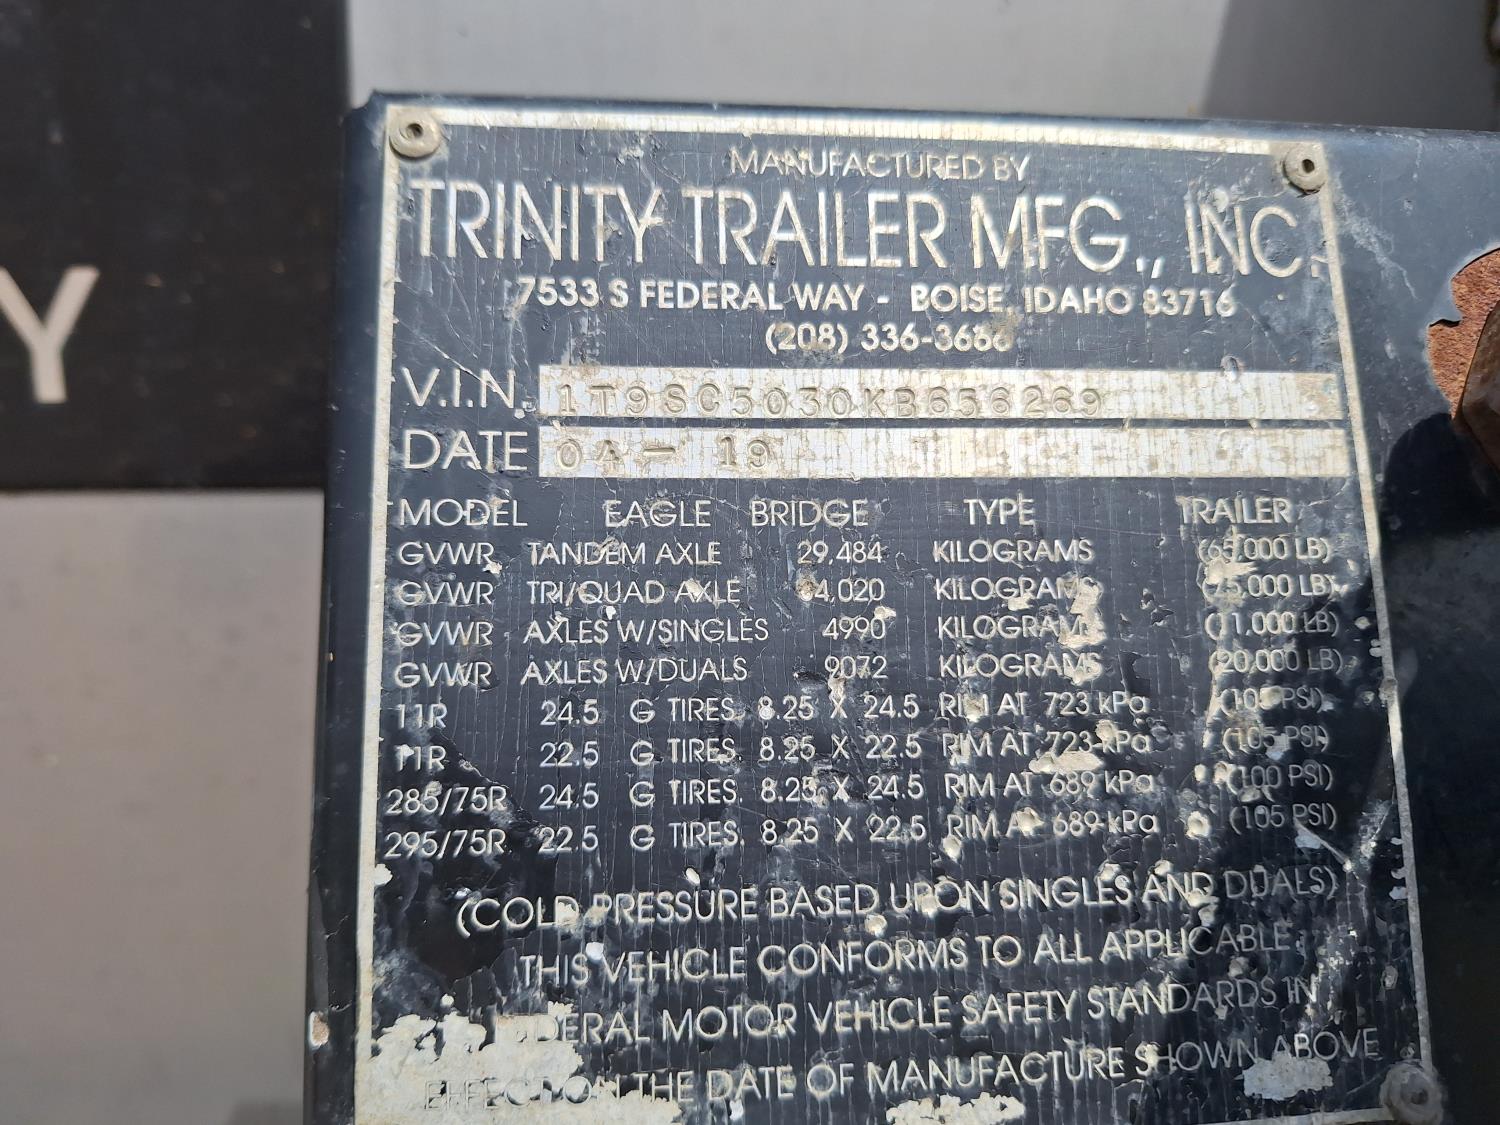 Y
MANUFACTURED BY
TRINITY TRAILER MFG., INC.
7533 S FEDERAL WAY - BOISE, IDAHO 83716
(208) 336-3666
V.I.N. 1T9SC5030KB656269
DATE 04 - 19
MODEL EAGLE BRIDGE TYPE TRAILER
GVWR TANDEM AXLE 29,484 KILOGRAMS (65,000 LB)
GVWR TRI/QUAD AXLE 34,020 KILOGRAMS (75,000 LB)
GVWR AXLES W/SINGLES 4990 KILOGRAMS (11,000 LB)
GVWR AXLES W/DUALS 9072 KILOGRAMS (20,000 LB)
11R 24.5 G TIRES. 8.25 X 24.5 RIM AT 723 kPa (105 PSI)
11R 22.5 G TIRES. 8.25 X 22.5 RIM AT 723 kPa (105 PSI)
285/75R 24.5 G TIRES. 8.25 X 24.5 RIM AT 689 kPa (100 PSI)
295/75R 22.5 G TIRES. 8.25 X 22.5 RIM AT 689 kPa (105 PSI)
(COLD PRESSURE BASED UPON SINGLES AND DUALS)
THIS VEHICLE CONFORMS TO ALL APPLICABLE
FEDERAL MOTOR VEHICLE SAFETY STANDARDS IN
EFFECT ON THE DATE OF MANUFACTURE SHOWN ABOVE